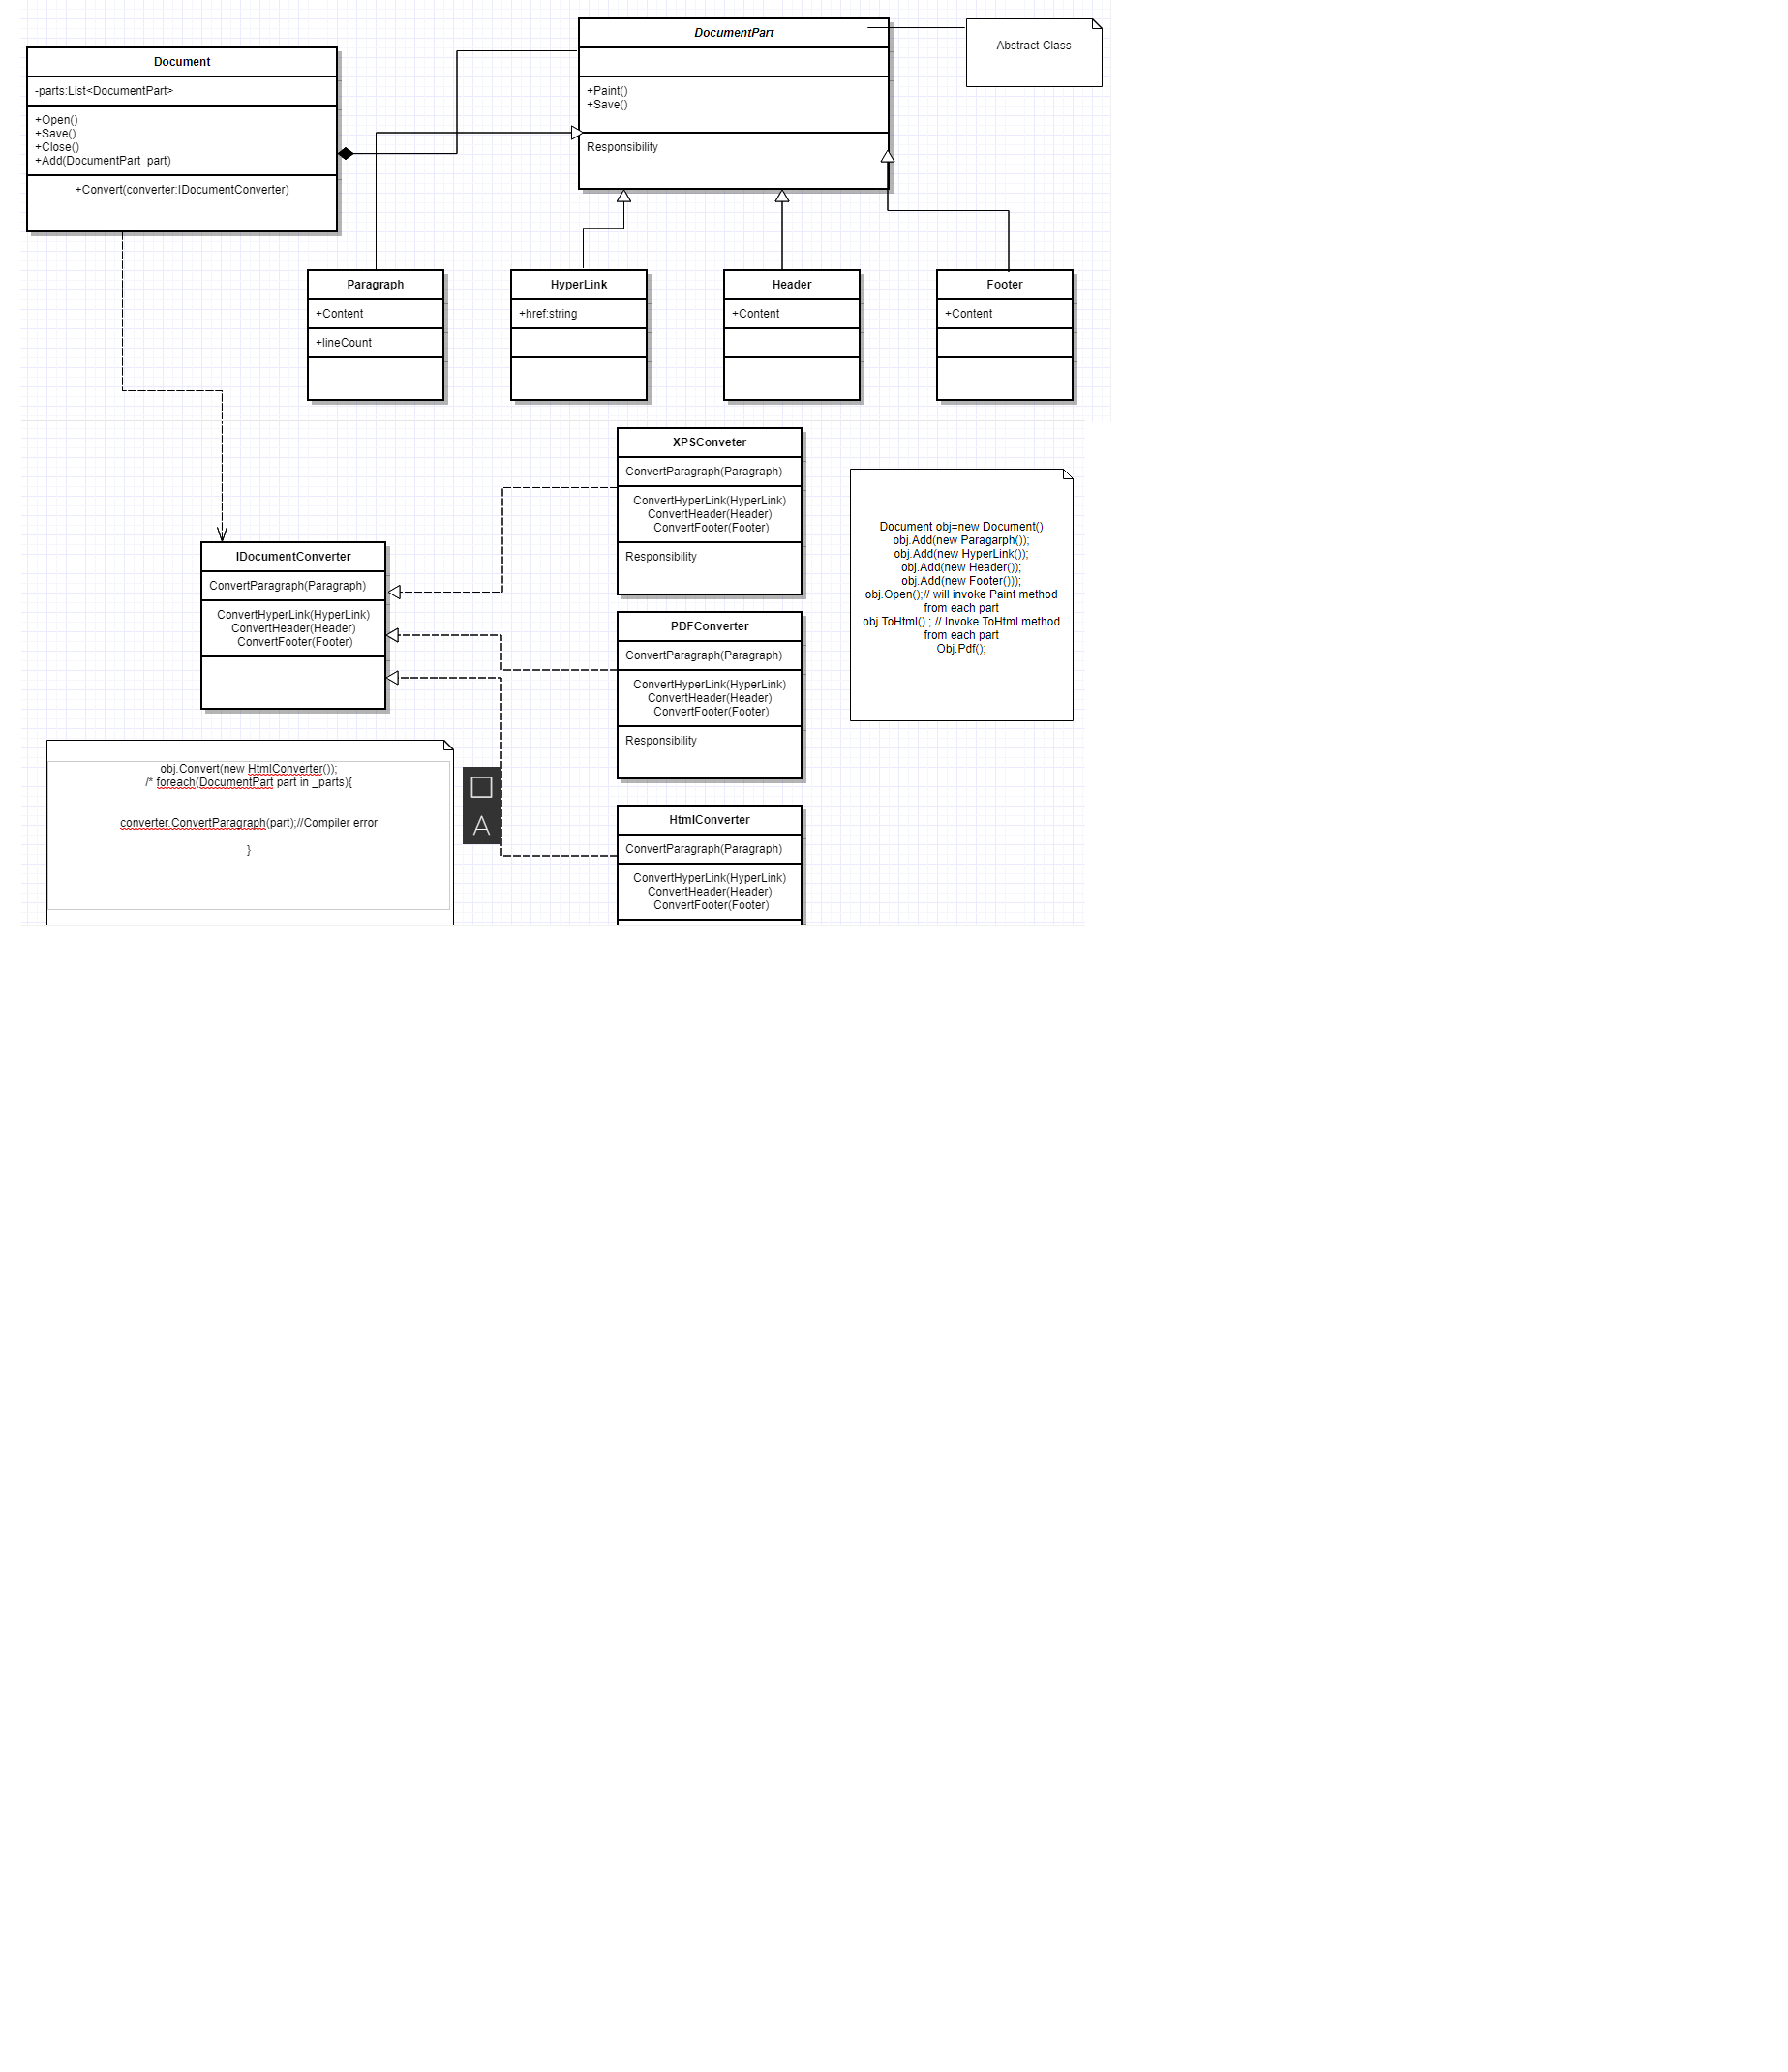 DocumentPart
Abstract Class
Document
-parts:List<DocumentPart>
+Open()
+Save()
+Close()
+Add(DocumentPart  part)
+Convert(converter:IDocumentConverter)
+Paint()
+Save()
Responsibility
Paragraph
+Content
+lineCount
HyperLink
+href:string
Header
+Content
Footer
+Content
XPSConveter
ConvertParagraph(Paragraph)
ConvertHyperLink(HyperLink)
ConvertHeader(Header)
ConvertFooter(Footer)
Responsibility
Document obj=new Document()
obj.Add(new Paragarph());
obj.Add(new HyperLink());
obj.Add(new Header());
obj.Add(new Footer()));
obj.Open();// will invoke Paint method
from each part
obj.ToHtml() ; // Invoke ToHtml method
from each part
Obj.Pdf();
IDocumentConverter
ConvertParagraph(Paragraph)
ConvertHyperLink(HyperLink)
ConvertHeader(Header)
ConvertFooter(Footer)
PDFConverter
ConvertParagraph(Paragraph)
ConvertHyperLink(HyperLink)
ConvertHeader(Header)
ConvertFooter(Footer)
Responsibility
obj.Convert(new HtmlConverter());
/* foreach(DocumentPart part in _parts){
converter.ConvertParagraph(part);//Compiler error
}
A
HtmlConverter
ConvertParagraph(Paragraph)
ConvertHyperLink(HyperLink)
ConvertHeader(Header)
ConvertFooter(Footer)